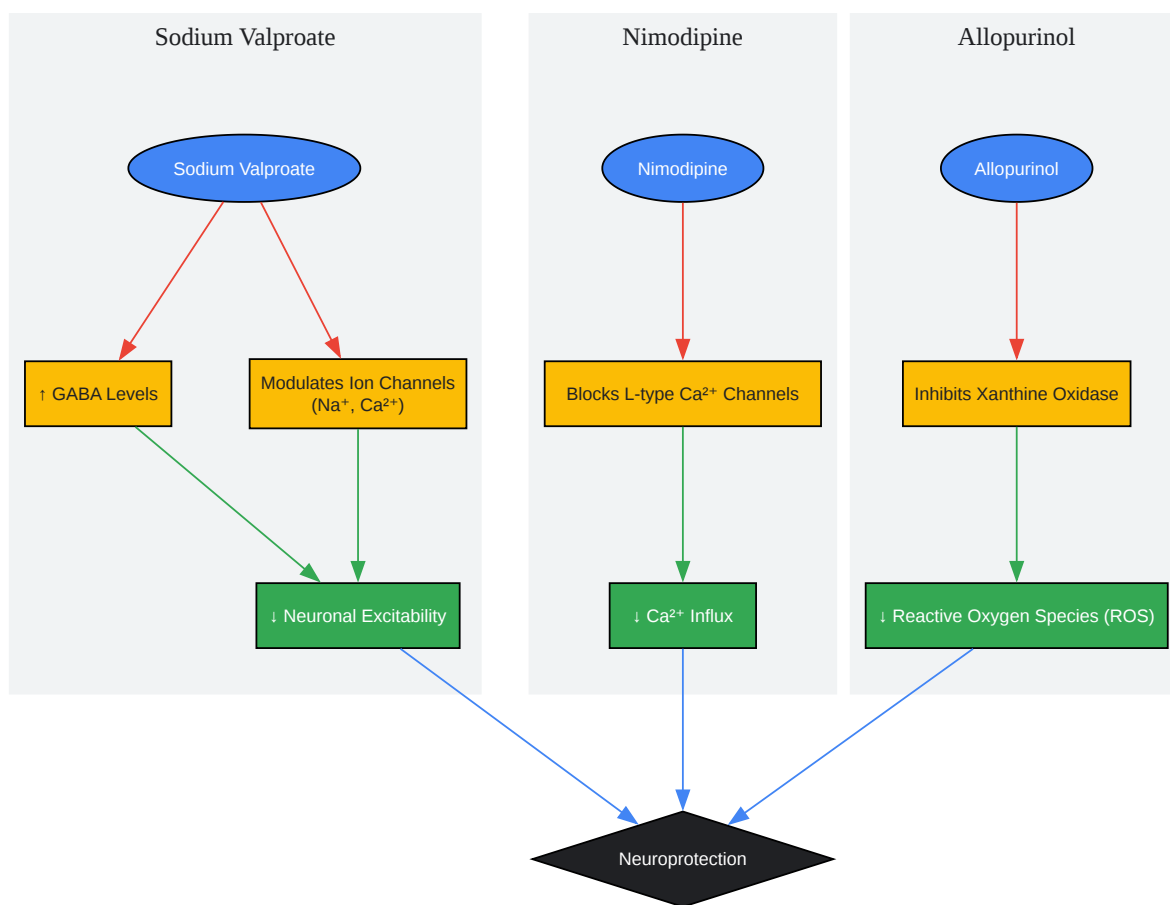 Sodium Valproate
Nimodipine
Allopurinol
Sodium Valproate
Nimodipine
Allopurinol
↑ GABA Levels
Modulates Ion Channels
(Na⁺, Ca²⁺)
Blocks L-type Ca²⁺ Channels
Inhibits Xanthine Oxidase
↓ Neuronal Excitability
↓ Ca²⁺ Influx
↓ Reactive Oxygen Species (ROS)
Neuroprotection